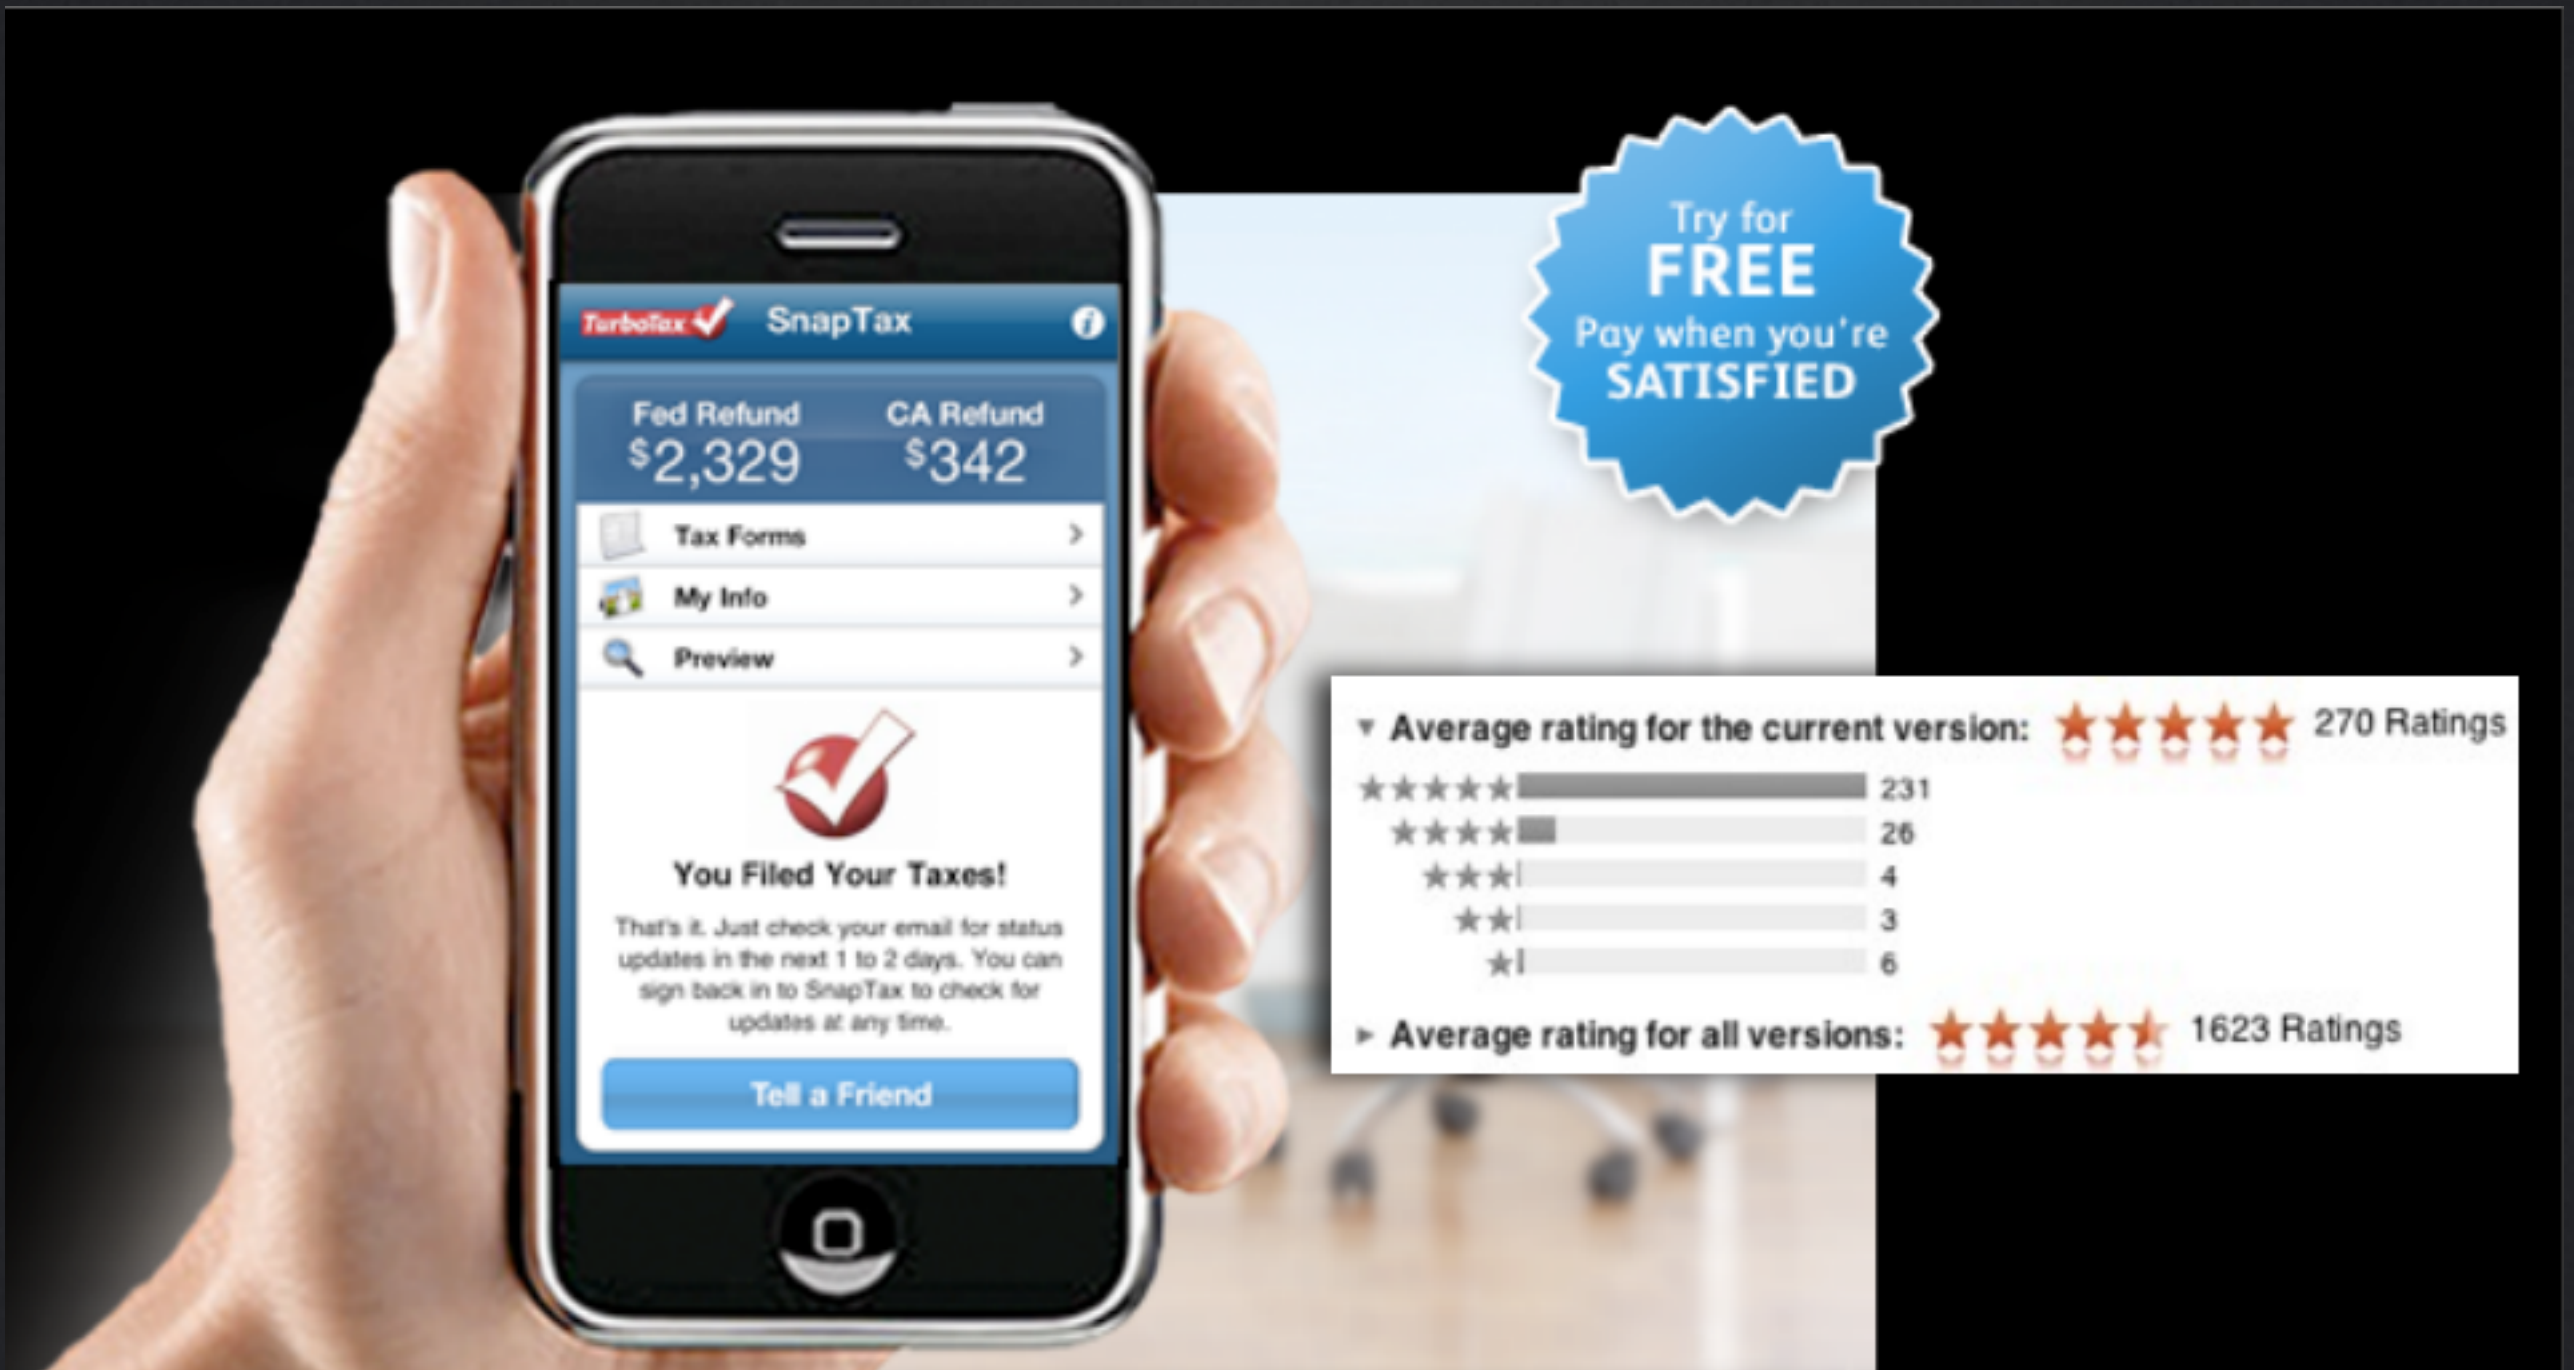 TurboTax SnapTax
Fed Refund CA Refund
$2,329 $342
Tax Forms
My Info
Preview
You Filed Your Taxes!
That's it. Just check your email for status
updates in the next 1 to 2 days. You can
sign back in to SnapTax to check for
updates at any time.
Tell a Friend
Try for
FREE
Pay when you're
SATISFIED
Average rating for the current version: 270 Ratings
231
26
4
3
6
Average rating for all versions: 1623 Ratings